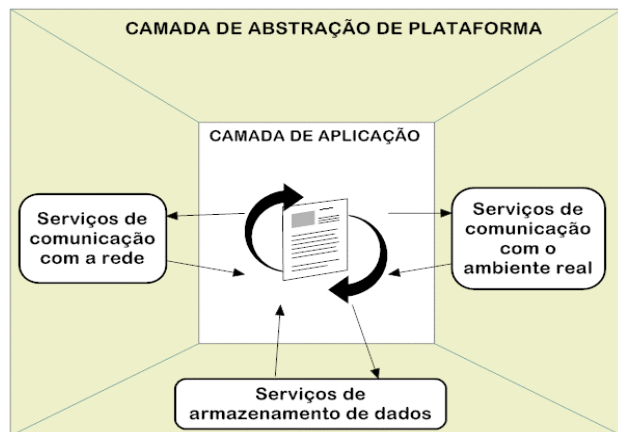 CAMADA DE ABSTRAÇÃO DE PLATAFORMA
CAMADA DE APLICAÇÃO
Serviços de
comunicação
com a rede
Serviços de
comunicação
com o
ambiente real
Serviços de
armazenamento de dados